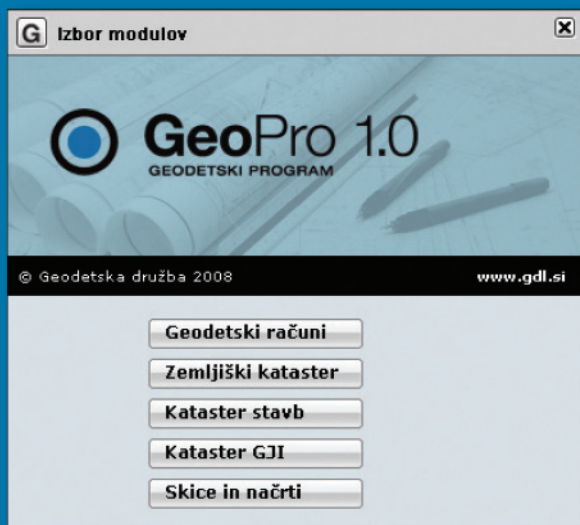 G Izbor modulov
GeoPro 1.0
GEODETSKI PROGRAM
© Geodetska družba 2008 www.gdl.si
Geodetski računi
Zemljiški kataster
Kataster stavb
Kataster GJI
Skice in načrti